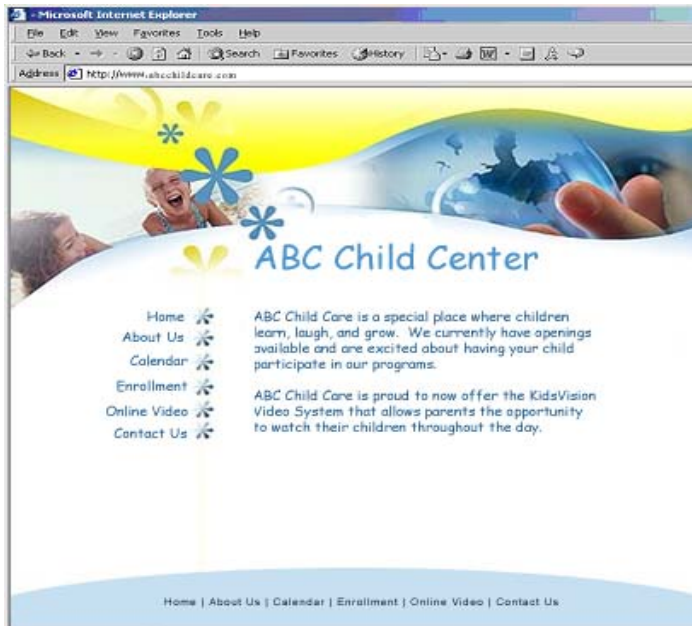 - Microsoft Internet Explorer
File Edit View Favorites Tools Help
Back Search Favorites History
Address http://www.abcchildcare.com
ABC Child Center
Home
About Us
Calendar
Enrollment
Online Video
Contact Us
ABC Child Care is a special place where children
learn, laugh, and grow. We currently have openings
available and are excited about having your child
participate in our programs.
ABC Child Care is proud to now offer the KidsVision
Video System that allows parents the opportunity
to watch their children throughout the day.
Home | About Us | Calendar | Enrollment | Online Video | Contact Us